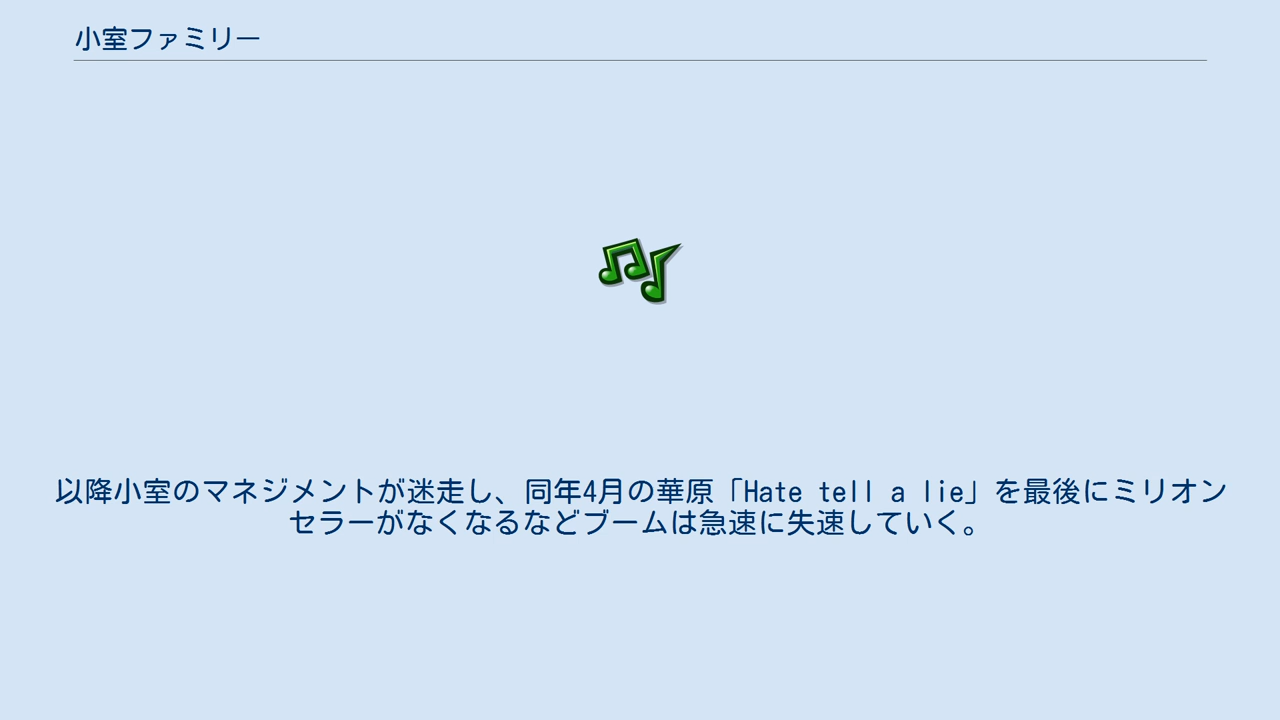 小室ファミリー
以降小室のマネジメントが迷走し、同年4月の華原「Hate tell a lie」を最後にミリオン
セラーがなくなるなどブームは急速に失速していく。